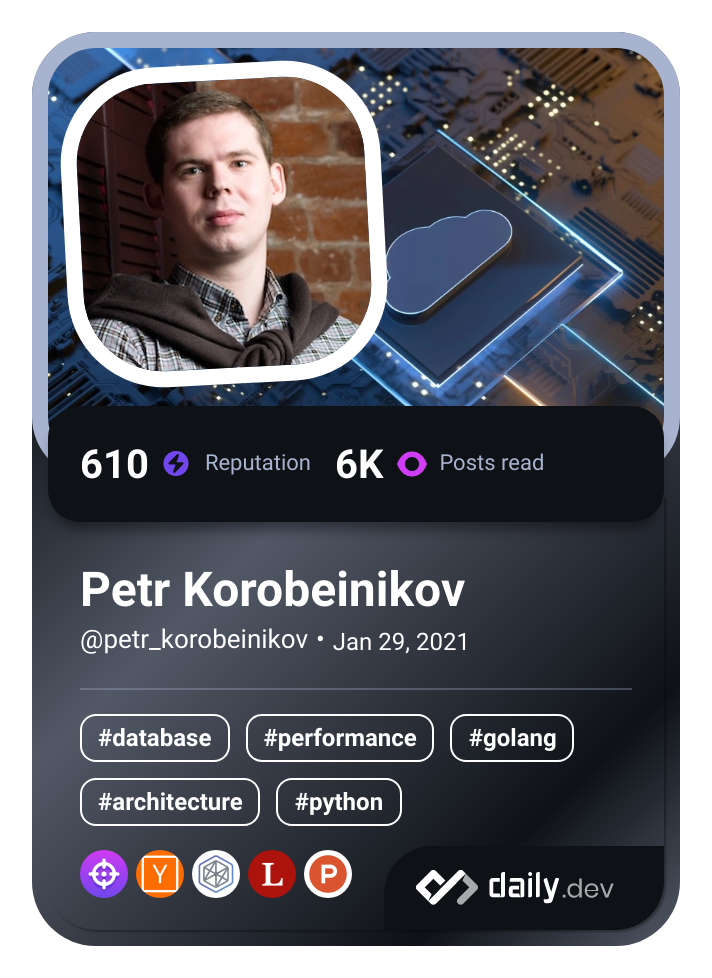 610 Reputation 6K Posts read
Petr Korobeinikov
@petr_korobeinikov • Jan 29, 2021
#database #performance #golang
#architecture #python
Y L P
daily.dev